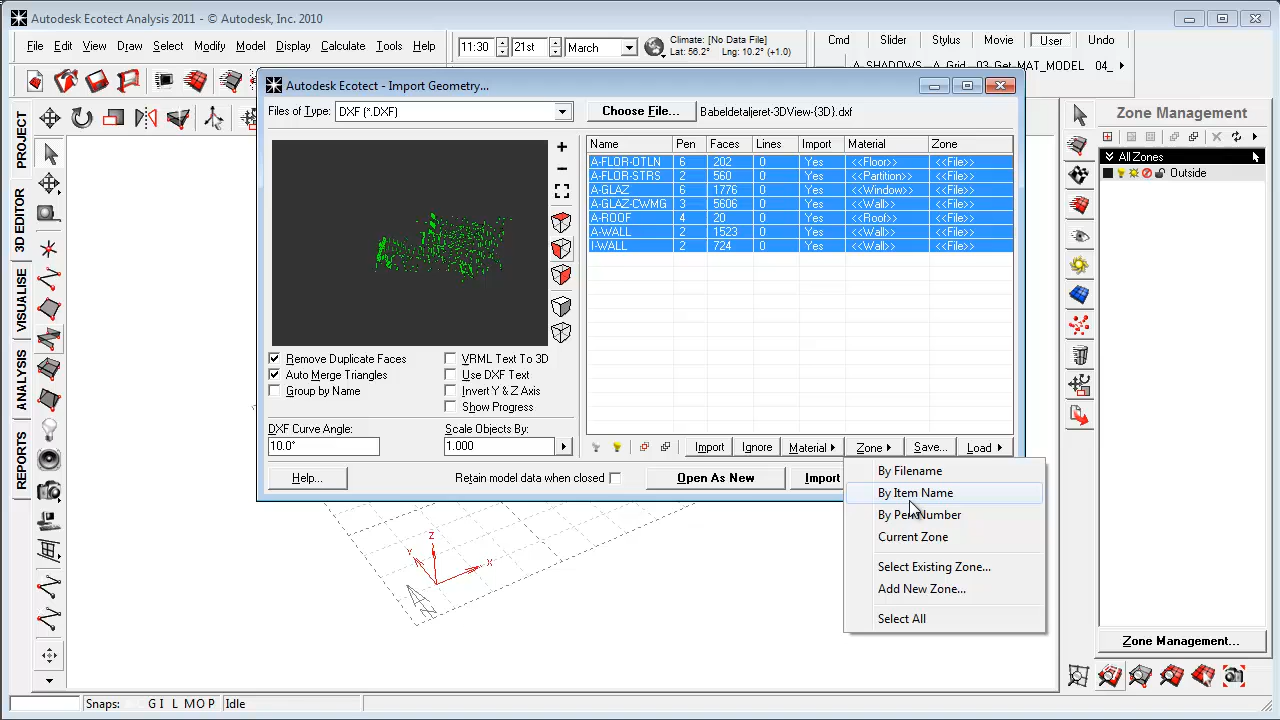 Autodesk Ecotect Analysis 2011 - © Autodesk, Inc. 2010
File Edit View Draw Select Modify Model Display Calculate Tools Help
11:30 21st March
Climate: [No Data File]
Lat: 56.2° Lng: 10.2° (+1.0)
Cmd Slider Stylus Movie User Undo
A_SHADOWS A_Grid 03_Get_MAT_MODEL 04_
PROJECT
3D EDITOR
VISUALISE
ANALYSIS
REPORTS
Autodesk Ecotect - Import Geometry...
Files of Type: DXF (*.DXF)
Choose File... Babeldetaljeret-3DView-{3D}.dxf
Name Pen Faces Lines Import Material Zone
A-FLOR-OTLN 6 202 0 Yes <<Floor>> <<File>>
A-FLOR-STRS 2 560 0 Yes <<Partition>> <<File>>
A-GLAZ 6 1776 0 Yes <<Window>> <<File>>
A-GLAZ-CWMG 3 5606 0 Yes <<Wall>> <<File>>
A-ROOF 4 20 0 Yes <<Roof>> <<File>>
A-WALL 2 1523 0 Yes <<Wall>> <<File>>
I-WALL 2 724 0 Yes <<Wall>> <<File>>
Remove Duplicate Faces
Auto Merge Triangles
Group by Name
VRML Text To 3D
Use DXF Text
Invert Y & Z Axis
Show Progress
DXF Curve Angle:
10.0°
Scale Objects By:
1.000
Import Ignore Material Zone Save... Load
Help... Retain model data when closed Open As New Import
By Filename
By Item Name
By Pen Number
Current Zone
Select Existing Zone...
Add New Zone...
Select All
Zone Management
All Zones
Outside
Zone Management...
Z
Y
X
N
Snaps: G I L M O P Idle